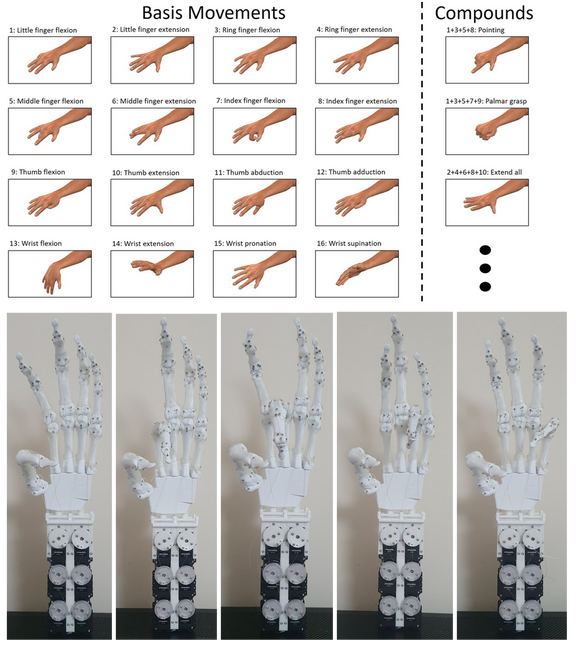 Basis Movements
Compounds
1: Little finger flexion
2: Little finger extension
3: Ring finger flexion
4: Ring finger extension
1+3+5+8: Pointing
5: Middle finger flexion
6: Middle finger extension
7: Index finger flexion
8: Index finger extension
1+3+5+7+9: Palmar grasp
9: Thumb flexion
10: Thumb extension
11: Thumb abduction
12: Thumb adduction
2+4+6+8+10: Extend all
13: Wrist flexion
14: Wrist extension
15: Wrist pronation
16: Wrist supination